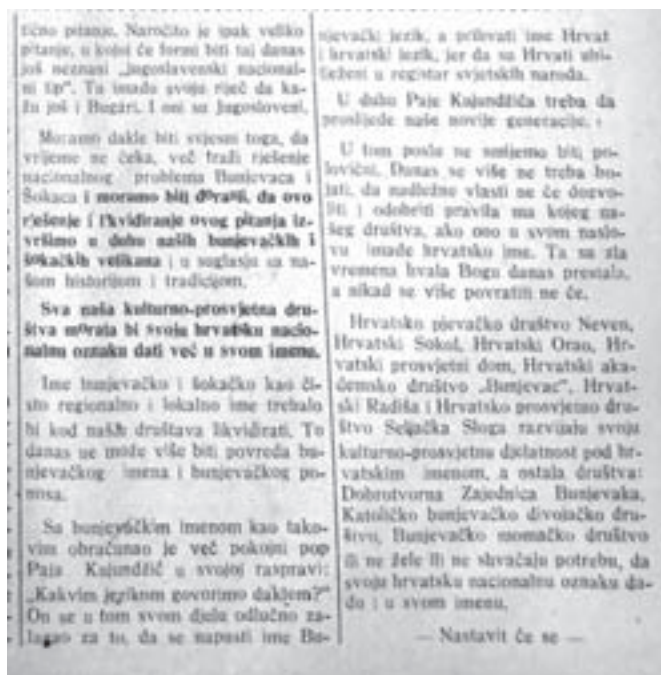 tično pitanje. Naročito je ipak veliko
pitanje, u kojoj će formi biti taj danas
još neznani „jugoslavenski nacional-
ni tip“. Tu imadu svoju riječ da ka-
žu još i Bugari. I oni su Jugosloveni.
Moramo dakle biti svjesni toga, da
vrijeme ne čeka, već traži rješenje
nacionalnog problema Bunjevaca i
Šokaca i moramo biti dorasli, da ovo
rješenje i likvidiranje ovog pitanja iz-
vršimo u duhu naših bunjevačkih i
šokačkih velikana i u suglasju sa na-
šom historijom i tradicijom.
Sva naša kulturno-prosvjetna dru-
štva morala bi svoju hrvatsku nacio-
nalnu oznaku dati već u svom imenu.
Ime bunjevačko i šokačko kao či-
sto regionalno i lokalno ime trebalo
bi kod naših društava likvidirati. To
danas ne može više biti povreda bu-
njevačkog imena i bunjevačkog po-
nosa.
Sa bunjevačkim imenom kao tako-
vim obračunao je već pokojni pop
Paja Kujundžić u svojoj raspravi:
„Kakvim jezikom govorimo daklem?“
On se u tom svom djelu odlučno za-
lagao za to, da se napusti ime Bu-
njevački jezik, a prihvati ime Hrvat
i hrvatski jezik, jer da su Hrvati ubi-
lježeni u registar svjetskih naroda.
U duhu Paje Kujundžića treba da
proslijede naše novije generacije.
U tom poslu ne smijemo biti po-
lovični. Danas se više ne treba bo-
jati, da nadležne vlasti ne će dozvo-
liti i odobriti pravila ma kojeg na-
šeg društva, ako ono u svom naslo-
vu imade hrvatsko ime. Ta su zla
vremena hvala Bogu danas prestala,
a nikad se više povratiti ne će.
Hrvatsko pjevačko društvo Neven,
Hrvatski Sokol, Hrvatski Orao, Hr-
vatski prosvjetni dom, Hrvatski aka-
demsko društvo „Bunjevac“, Hrvat-
ski Radiša i Hrvatsko prosvjetno dru-
štvo Seljačka Sloga razvijaju svoju
kulturno-prosvjetnu djelatnost pod hr-
vatskim imenom, a ostala društva:
Dobrotvorna Zajednica Bunjevaka,
Katoličko bunjevačko divojačko dru-
štvo, Bunjevačko momačko društvo
ili ne žele ili ne shvaćaju potrebu, da
svoju hrvatsku nacionalnu oznaku da-
du i u svom imenu.
— Nastavit će se —